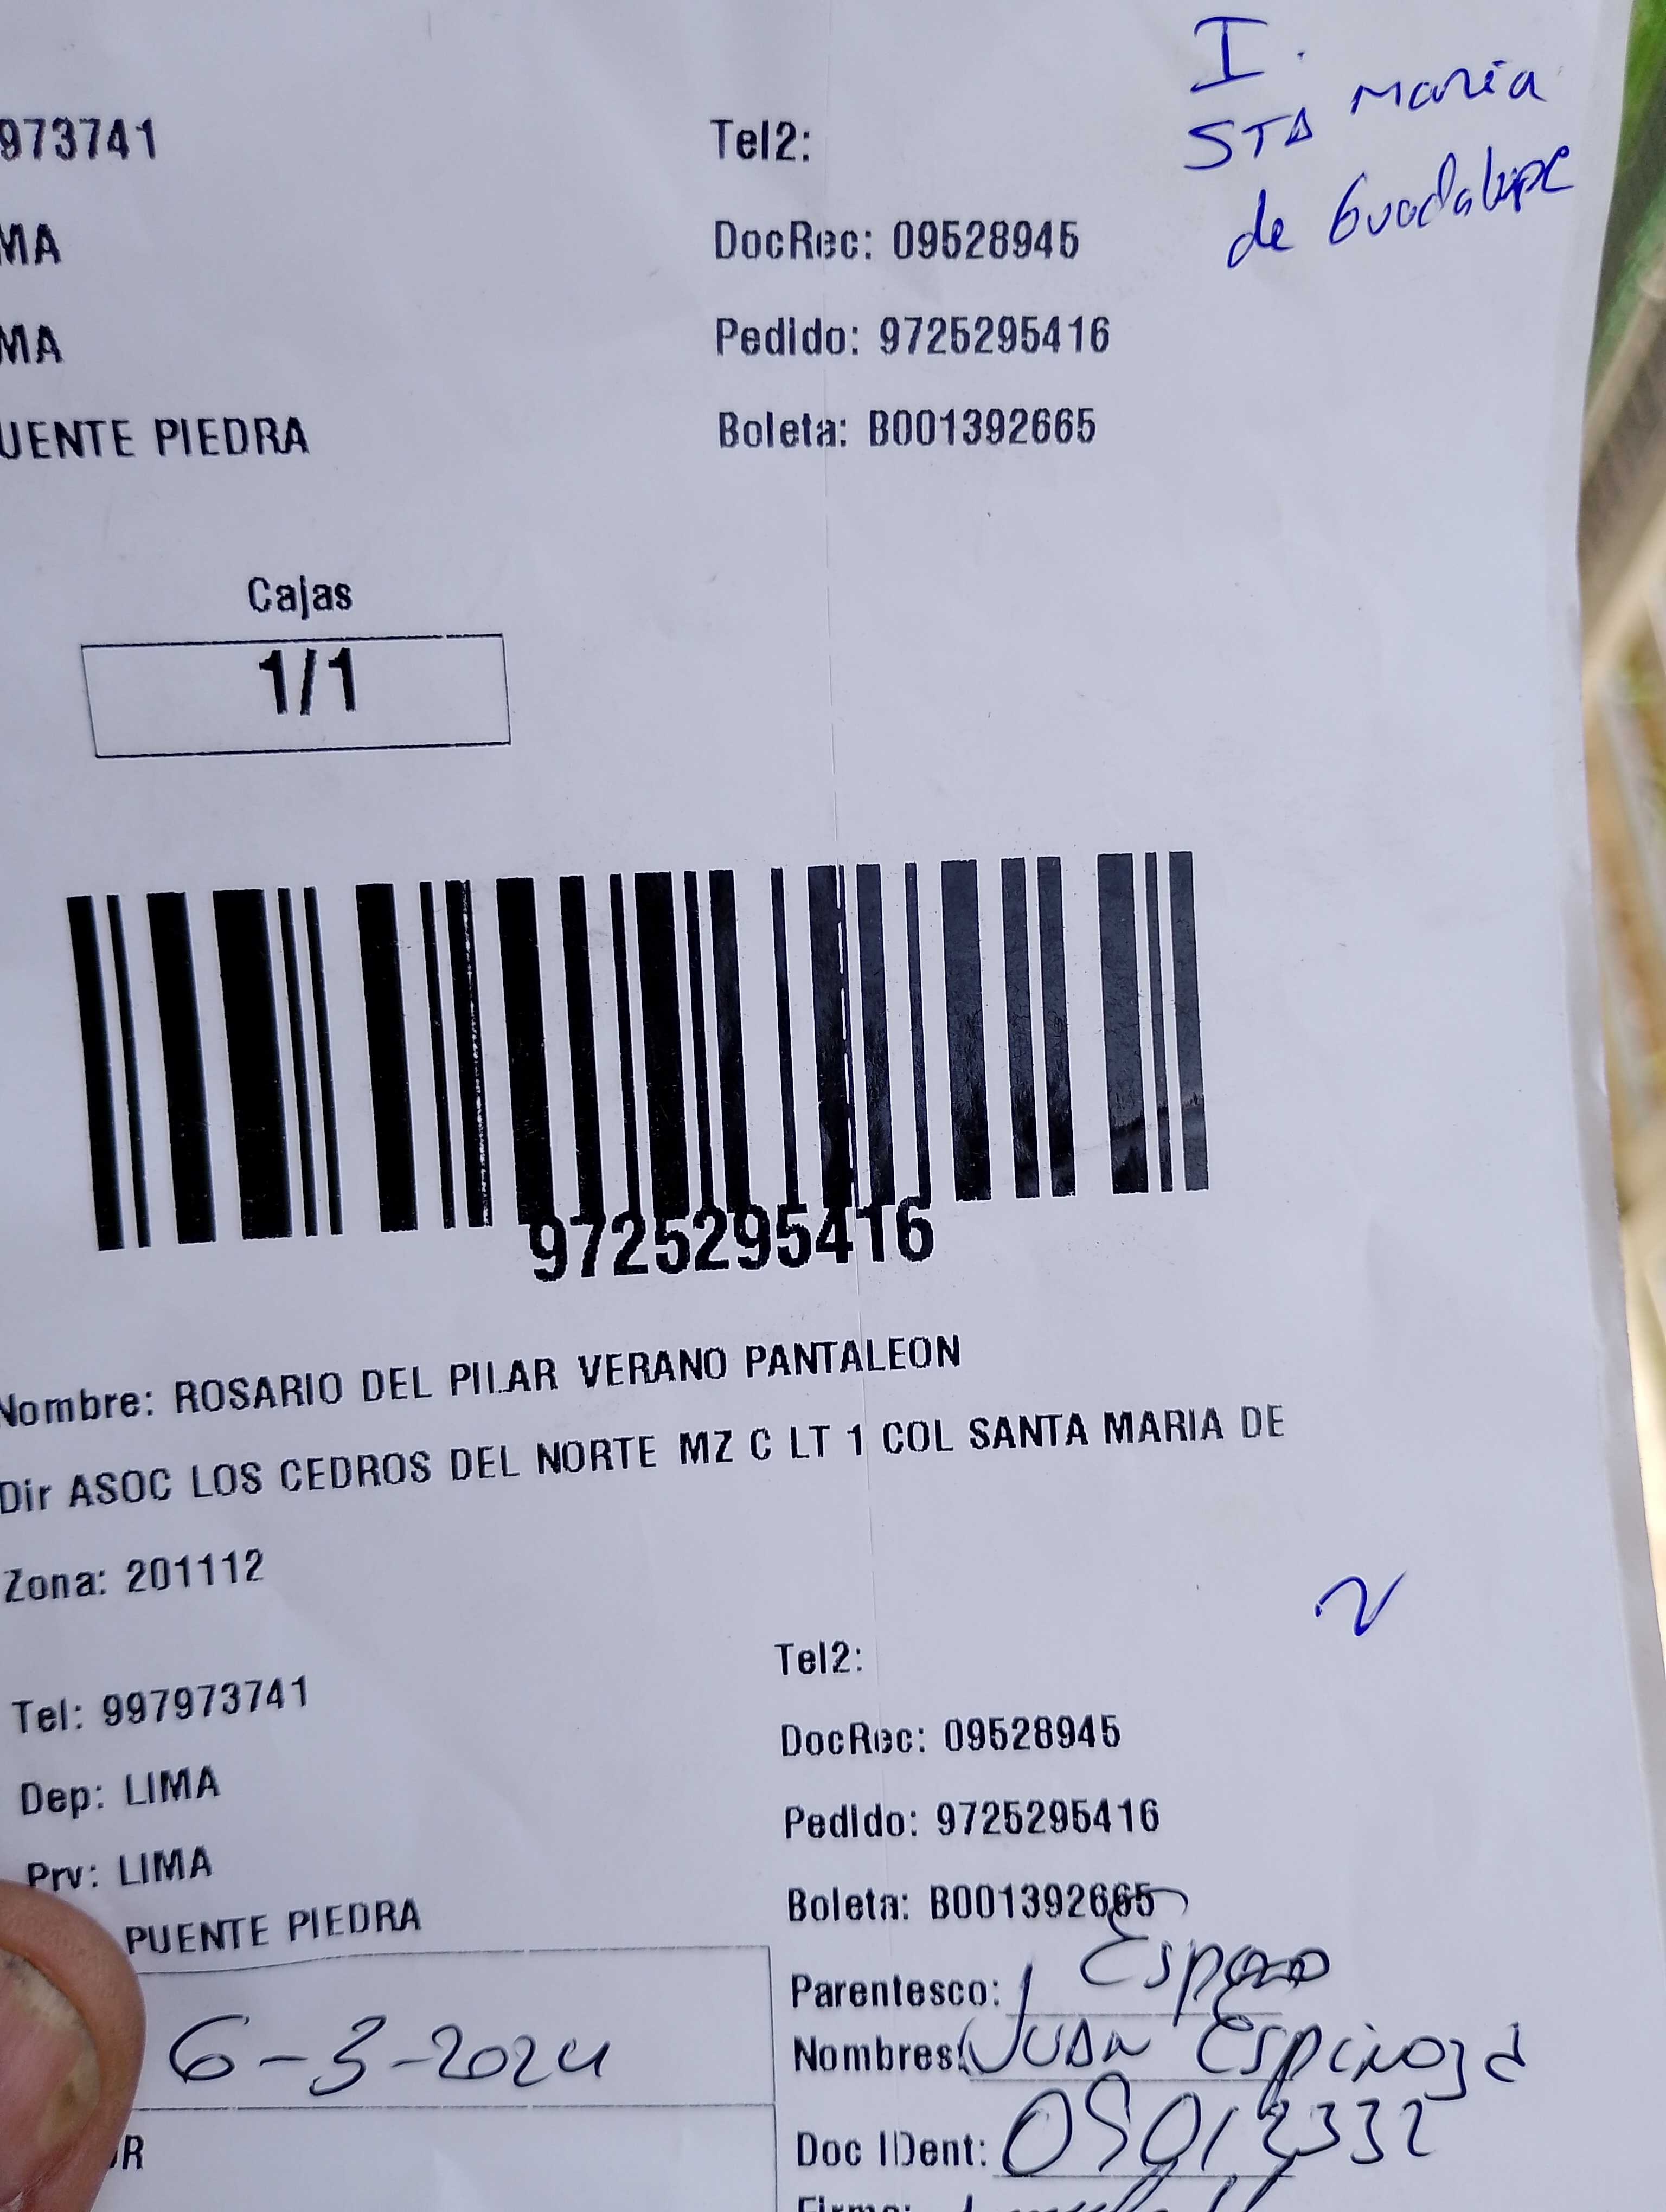 I.
STA Maria
de Guadalupe
973741
Tel2:
MA
DocRec: 09528945
MA
Pedido: 9725295416
UENTE PIEDRA
Boleta: B001392665
Cajas
1/1
9725295416
Nombre: ROSARIO DEL PILAR VERANO PANTALEON
Dir ASOC LOS CEDROS DEL NORTE MZ C LT 1 COL SANTA MARIA DE
Zona: 201112
Tel: 997973741
Tel2:
Dep: LIMA
DocRec: 09528945
Prv: LIMA
Pedido: 9725295416
PUENTE PIEDRA
Boleta: B001392665
Parentesco:
6-3-2024
Nombres: JUAN Espinoza
Doc IDent:
R
Firma: